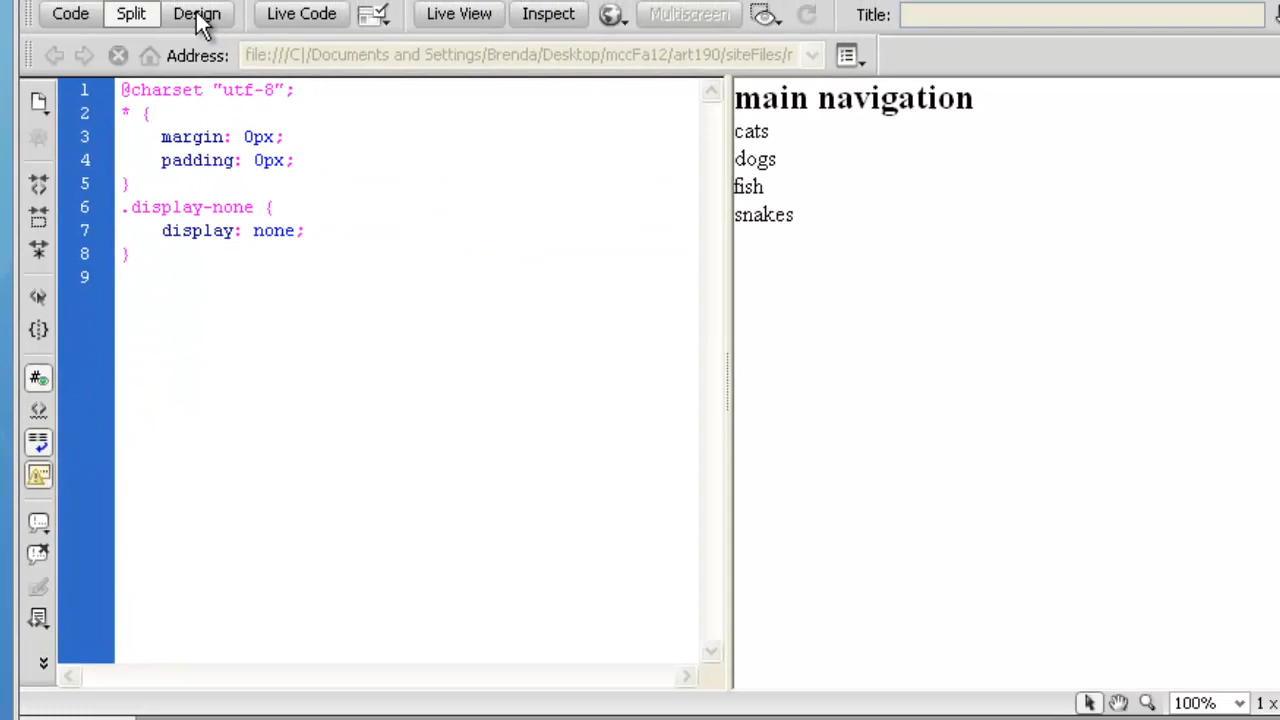 Code Split Design Live Code Live View Inspect Multiscreen Title:
Address: file:///C|/Documents and Settings/Brenda/Desktop/mccFa12/art190/siteFiles/r
1 @charset "utf-8";
2 * {
3 margin: 0px;
4 padding: 0px;
5 }
6 .display-none {
7 display: none;
8 }
9
main navigation
cats
dogs
fish
snakes
100% 1 x